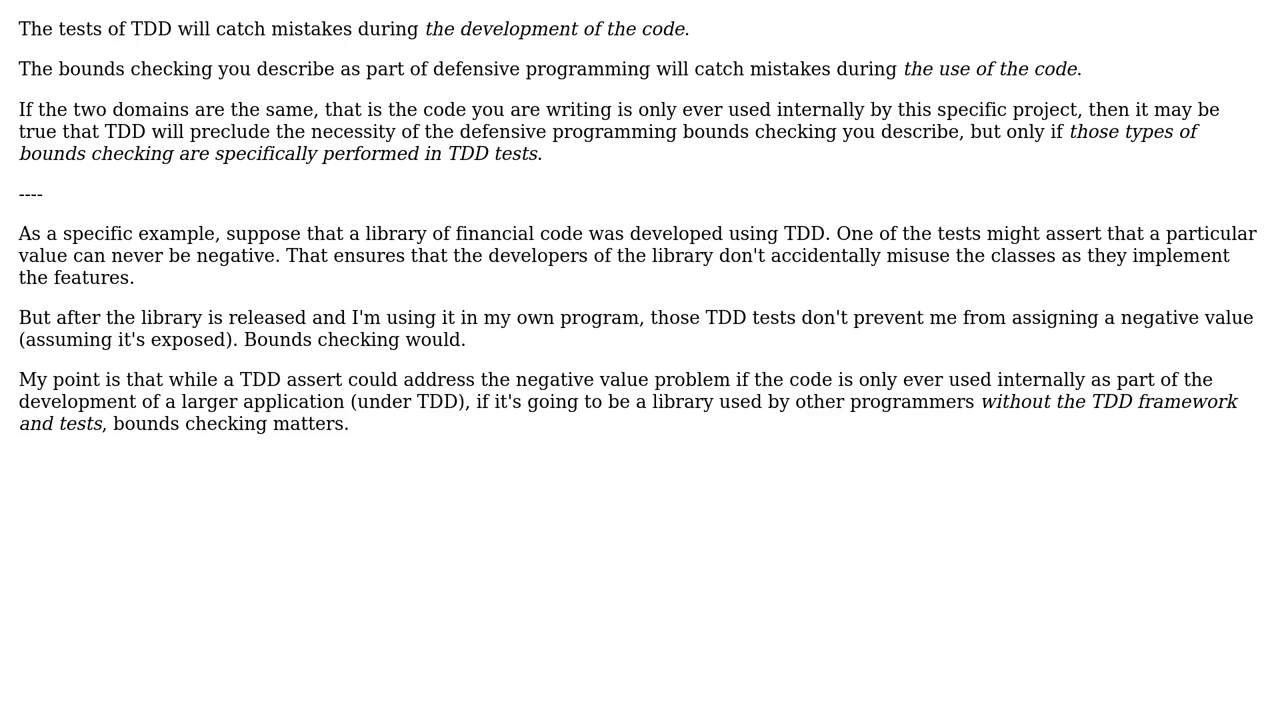 The tests of TDD will catch mistakes during the development of the code.
The bounds checking you describe as part of defensive programming will catch mistakes during the use of the code.
If the two domains are the same, that is the code you are writing is only ever used internally by this specific project, then it may be
true that TDD will preclude the necessity of the defensive programming bounds checking you describe, but only if those types of
bounds checking are specifically performed in TDD tests.
----
As a specific example, suppose that a library of financial code was developed using TDD. One of the tests might assert that a particular
value can never be negative. That ensures that the developers of the library don't accidentally misuse the classes as they implement
the features.
But after the library is released and I'm using it in my own program, those TDD tests don't prevent me from assigning a negative value
(assuming it's exposed). Bounds checking would.
My point is that while a TDD assert could address the negative value problem if the code is only ever used internally as part of the
development of a larger application (under TDD), if it's going to be a library used by other programmers without the TDD framework
and tests, bounds checking matters.